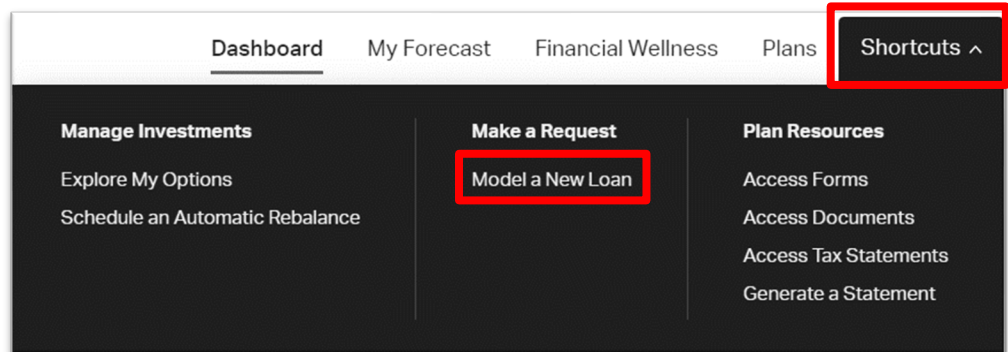 Dashboard My Forecast Financial Wellness Plans Shortcuts
Manage Investments
Explore My Options
Schedule an Automatic Rebalance
Make a Request
Model a New Loan
Plan Resources
Access Forms
Access Documents
Access Tax Statements
Generate a Statement